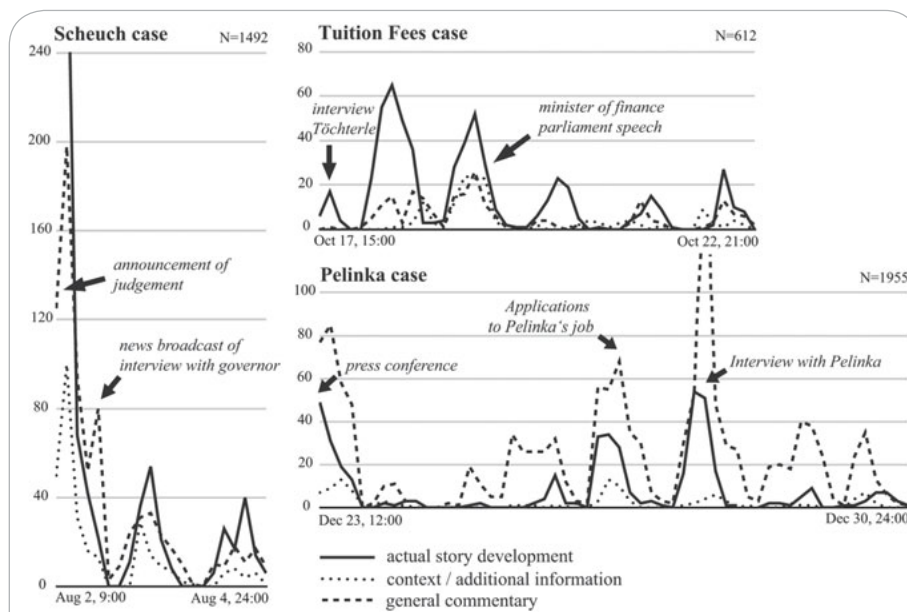 Scheuch case
N=1492
240
200
160
120
80
40
0
announcement of
judgement
news broadcast of
interview with governor
Aug 2, 9:00
Aug 4, 24:00
Tuition Fees case
N=612
80
60
40
20
0
interview
Töchterle
minister of finance
parliament speech
Oct 17, 15:00
Oct 22, 21:00
Pelinka case
N=1955
100
80
60
40
20
0
press conference
Applications
to Pelinka's job
Interview with Pelinka
Dec 23, 12:00
Dec 30, 24:00
actual story development
context / additional information
general commentary